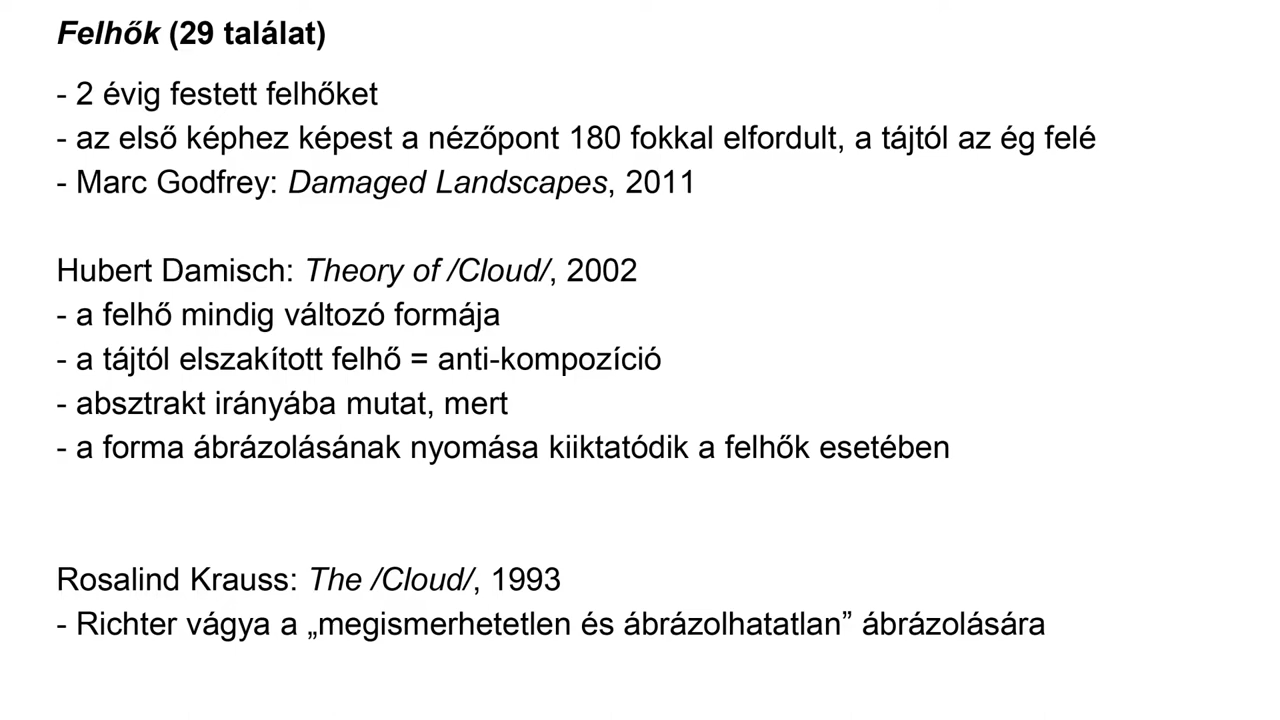 Felhők (29 találat)
- 2 évig festett felhőket
- az első képhez képest a nézőpont 180 fokkal elfordult, a tájtól az ég felé
- Marc Godfrey: Damaged Landscapes, 2011
Hubert Damisch: Theory of /Cloud/, 2002
- a felhő mindig változó formája
- a tájtól elszakított felhő = anti-kompozíció
- absztrakt irányába mutat, mert
- a forma ábrázolásának nyomása kiiktatódik a felhők esetében
Rosalind Krauss: The /Cloud/, 1993
- Richter vágya a „megismerhetetlen és ábrázolhatatlan” ábrázolására